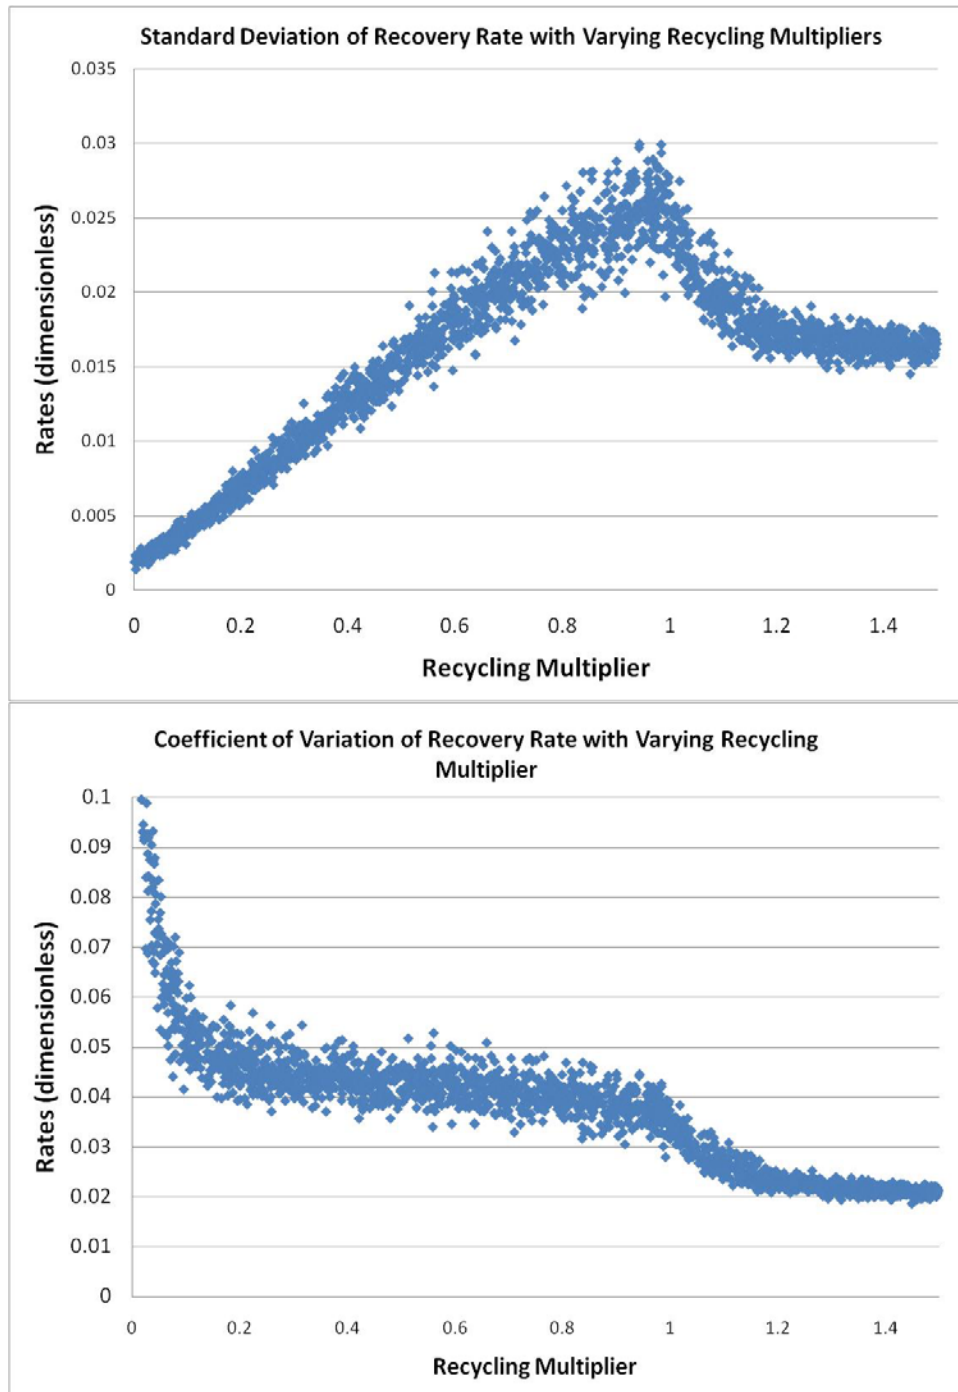 Standard Deviation of Recovery Rate with Varying Recycling Multipliers
0.035
0.03
0.025
0.02
0.015
0.01
0.005
0
Rates (dimensionless)
0 0.2 0.4 0.6 0.8 1 1.2 1.4
Recycling Multiplier
Coefficient of Variation of Recovery Rate with Varying Recycling
Multiplier
0.1
0.09
0.08
0.07
0.06
0.05
0.04
0.03
0.02
0.01
0
Rates (dimensionless)
0 0.2 0.4 0.6 0.8 1 1.2 1.4
Recycling Multiplier